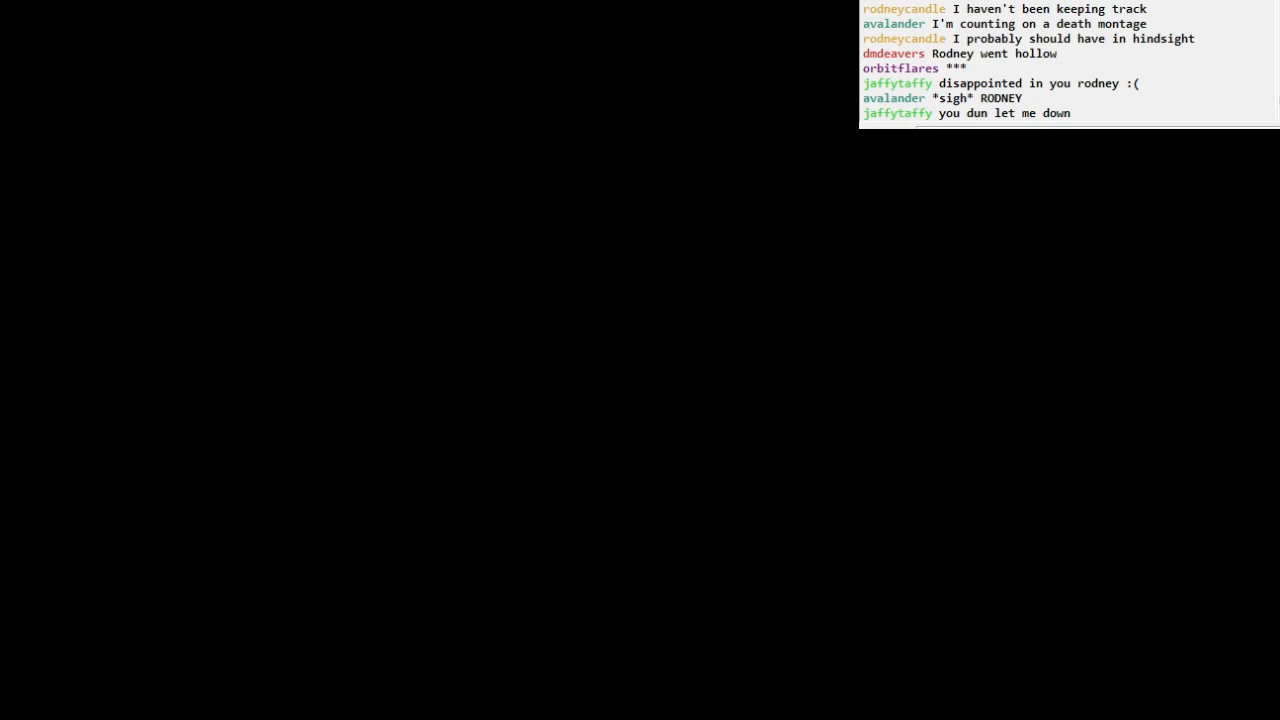 rodneycandle I haven't been keeping track
avalander I'm counting on a death montage
rodneycandle I probably should have in hindsight
dmdeavers Rodney went hollow
orbitflares ***
jaffytaffy disappointed in you rodney :(
avalander *sigh* RODNEY
jaffytaffy you dun let me down